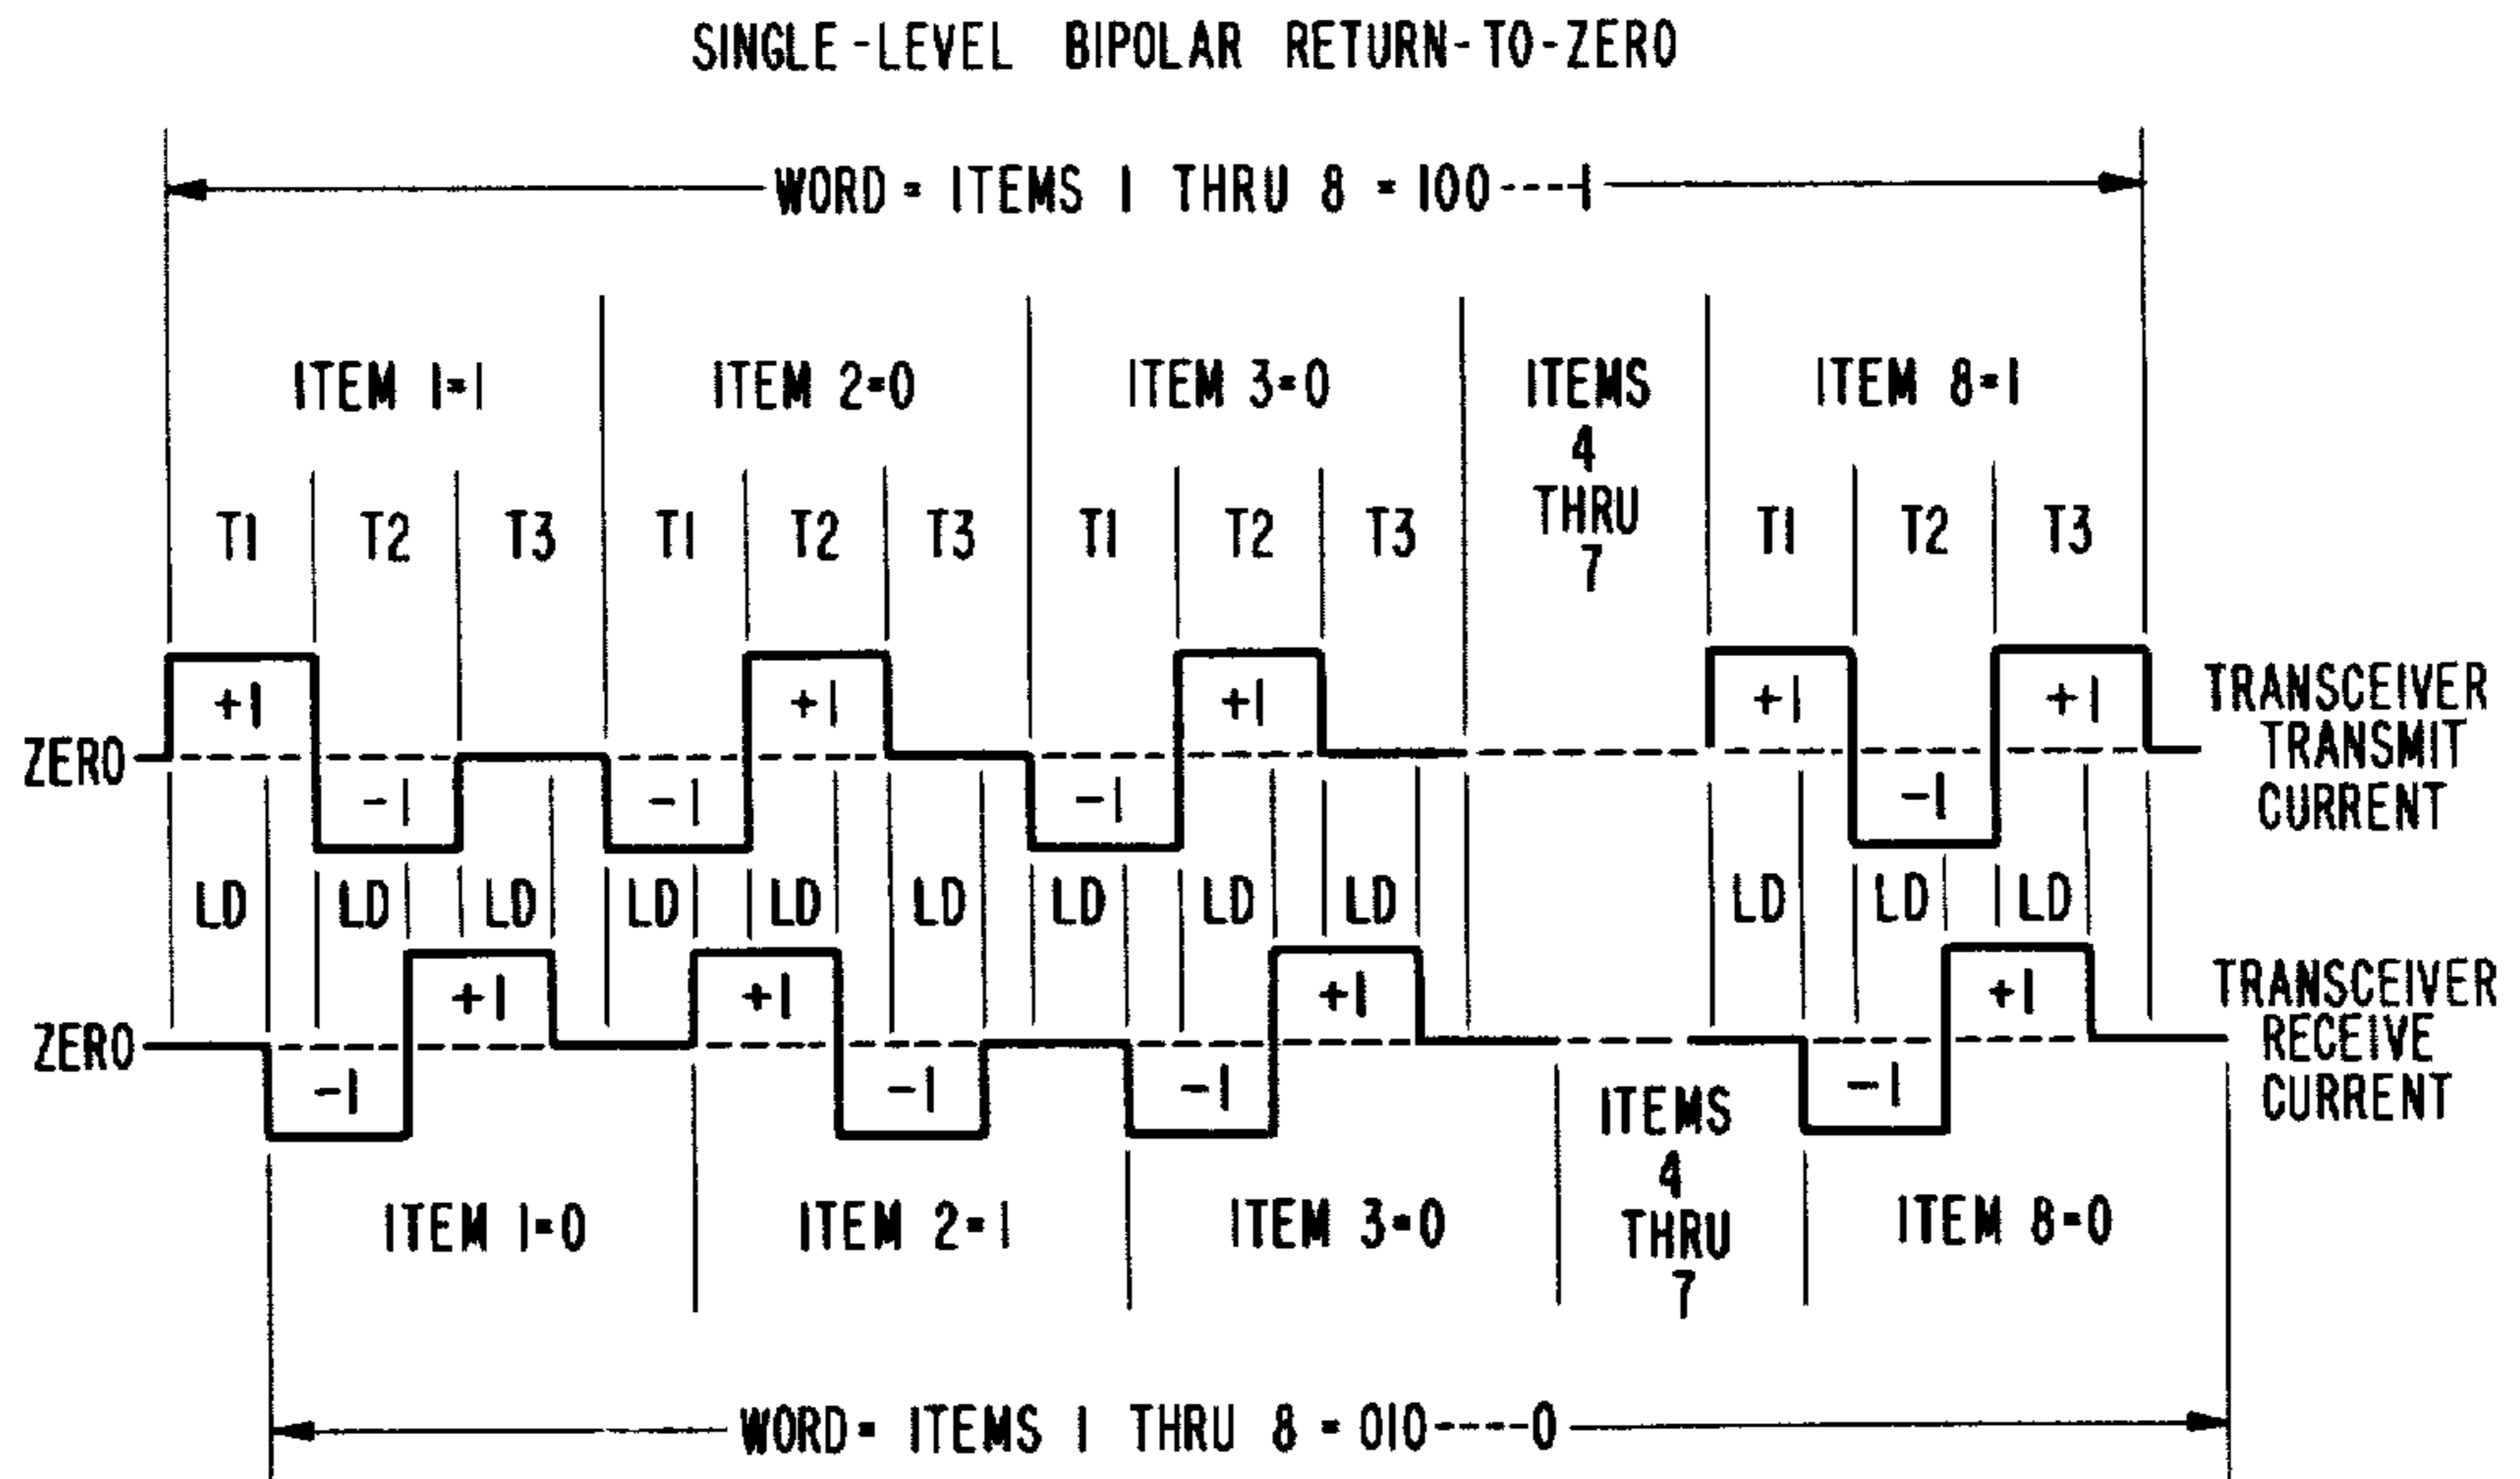 SINGLE-LEVEL BIPOLAR RETURN-TO-ZERO
WORD = ITEMS 1 THRU 8 = 100----1
ITEM 1=1
ITEM 2=0
ITEM 3=0
ITEMS
4
THRU
7
ITEM 8=1
T1 T2 T3 T1 T2 T3 T1 T2 T3 T1 T2 T3
ZERO
+1 -1 -1 +1 -1 +1 +1 -1 +1
TRANSCEIVER
TRANSMIT
CURRENT
LD LD LD LD LD LD LD LD LD LD LD LD
ZERO
-1 +1 +1 -1 -1 +1 -1 +1
TRANSCEIVER
RECEIVE
CURRENT
ITEM 1=0
ITEM 2=1
ITEM 3=0
ITEMS
4
THRU
7
ITEM 8=0
WORD= ITEMS 1 THRU 8 = 010----0